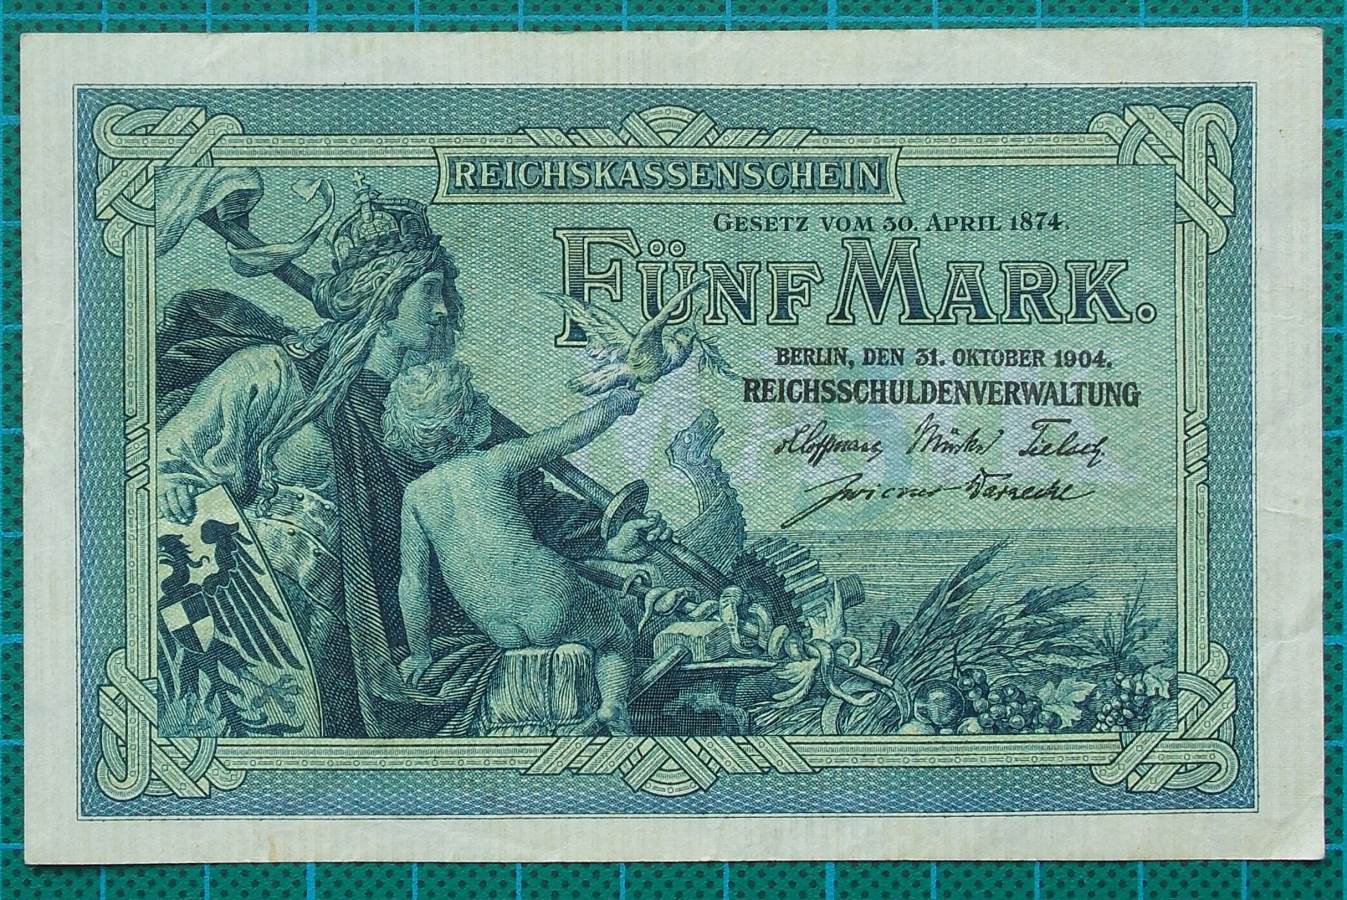 REICHSKASSENSCHEIN
GESETZ VOM 30. APRIL 1874.
FÜNF MARK.
BERLIN, DEN 31. OKTOBER 1904.
REICHSSCHULDENVERWALTUNG